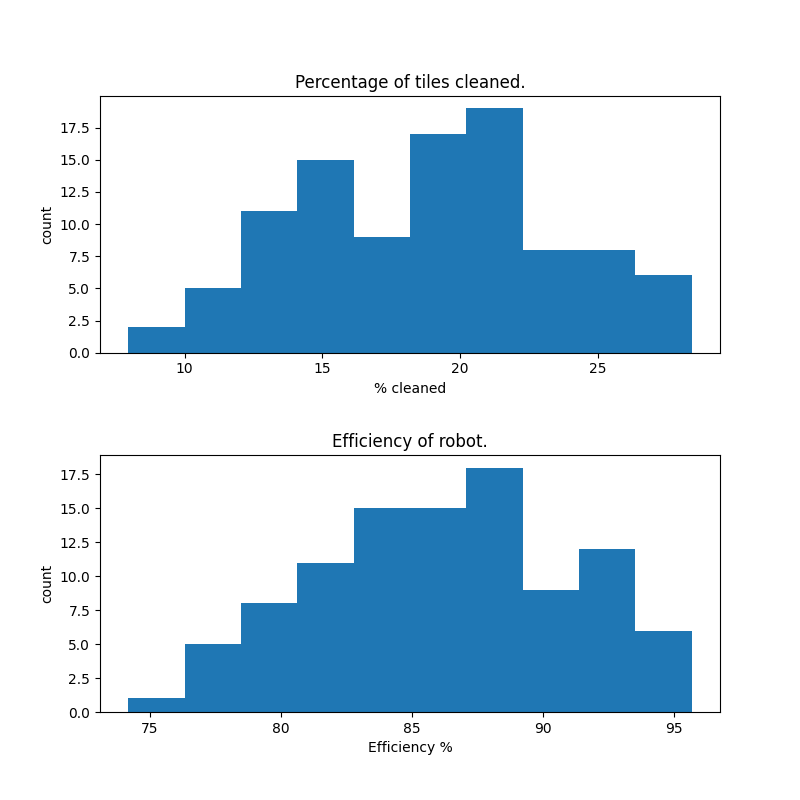 Percentage of tiles cleaned.
17.5
15.0
12.5
10.0
7.5
5.0
2.5
0.0
count
10 15 20 25
% cleaned
Efficiency of robot.
17.5
15.0
12.5
10.0
7.5
5.0
2.5
0.0
count
75 80 85 90 95
Efficiency %